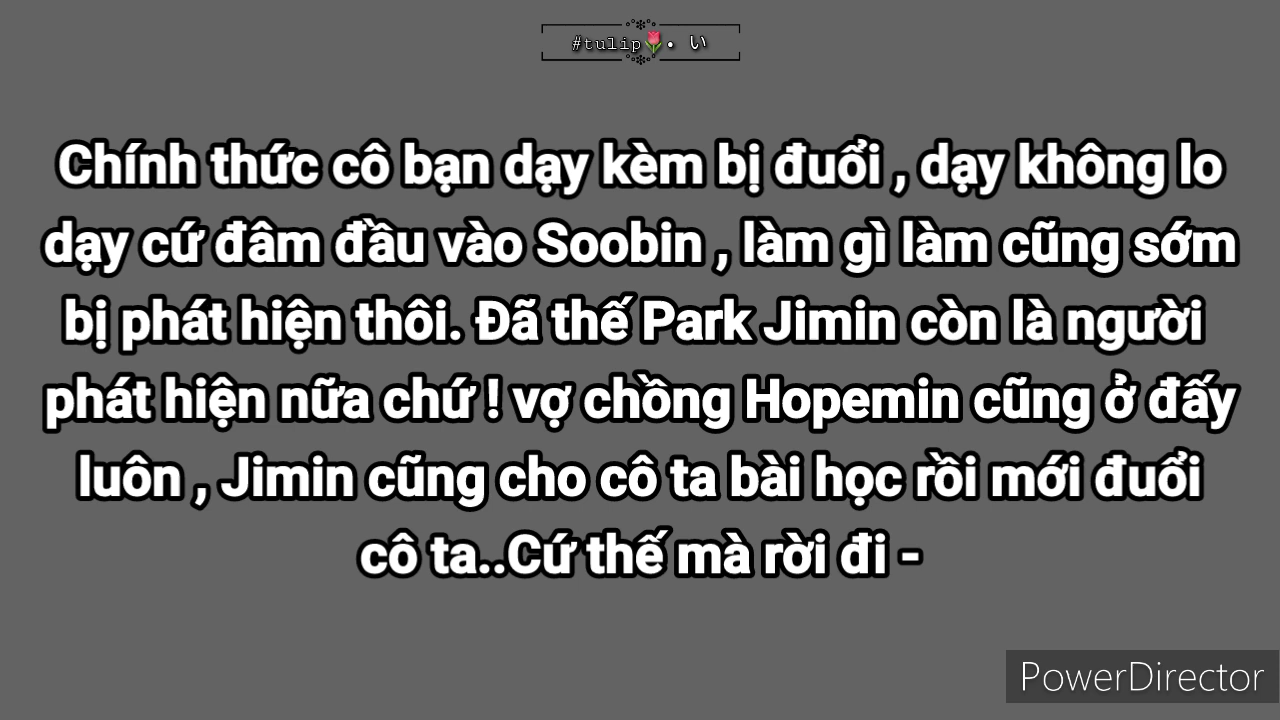 #tulip🌷• い
Chính thức cô bạn dạy kèm bị đuổi , dạy không lo
dạy cứ đâm đầu vào Soobin , làm gì làm cũng sớm
bị phát hiện thôi. Đã thế Park Jimin còn là người
phát hiện nữa chứ ! vợ chồng Hopemin cũng ở đấy
luôn , Jimin cũng cho cô ta bài học rồi mới đuổi
cô ta..Cứ thế mà rời đi -
PowerDirector